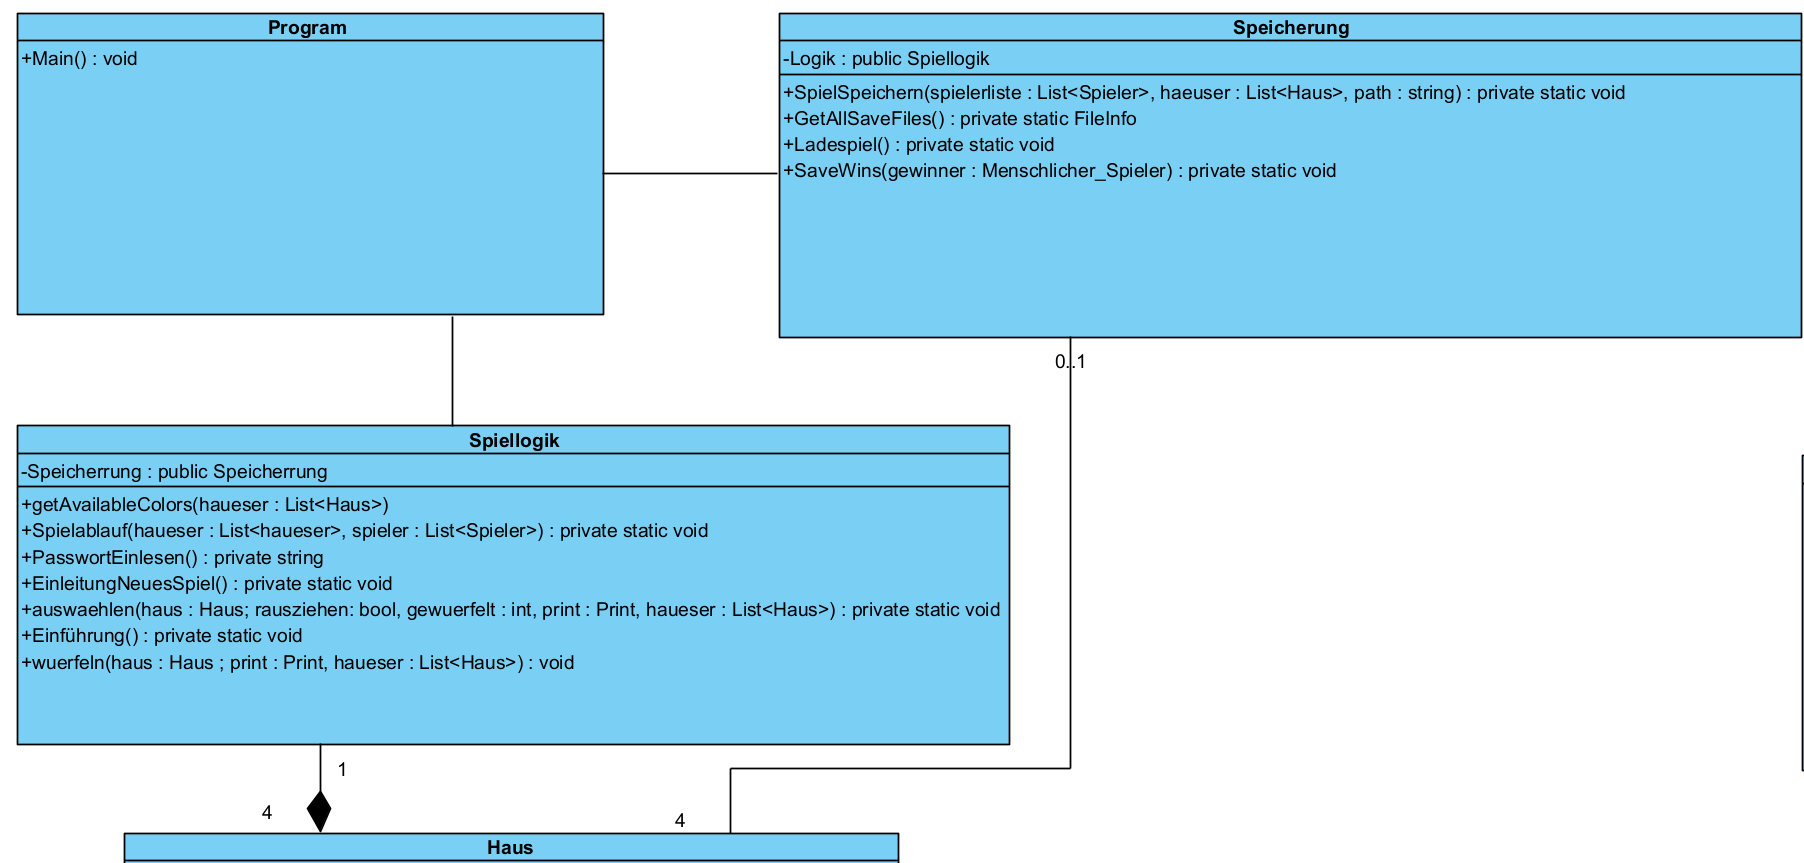 Program
+Main() : void
Speicherung
-Logik : public Spiellogik
+SpielSpeichern(spielerliste : List<Spieler>, haeuser : List<Haus>, path : string) : private static void
+GetAllSaveFiles() : private static FileInfo
+Ladespiel() : private static void
+SaveWins(gewinner : Menschlicher_Spieler) : private static void
0..1
Spiellogik
-Speicherrung : public Speicherrung
+getAvailableColors(haueser : List<Haus>)
+Spielablauf(haueser : List<haueser>, spieler : List<Spieler>) : private static void
+PasswortEinlesen() : private string
+EinleitungNeuesSpiel() : private static void
+auswaehlen(haus : Haus; rausziehen: bool, gewuerfelt : int, print : Print, haueser : List<Haus>) : private static void
+Einführung() : private static void
+wuerfeln(haus : Haus ; print : Print, haueser : List<Haus>) : void
1
4
4
Haus